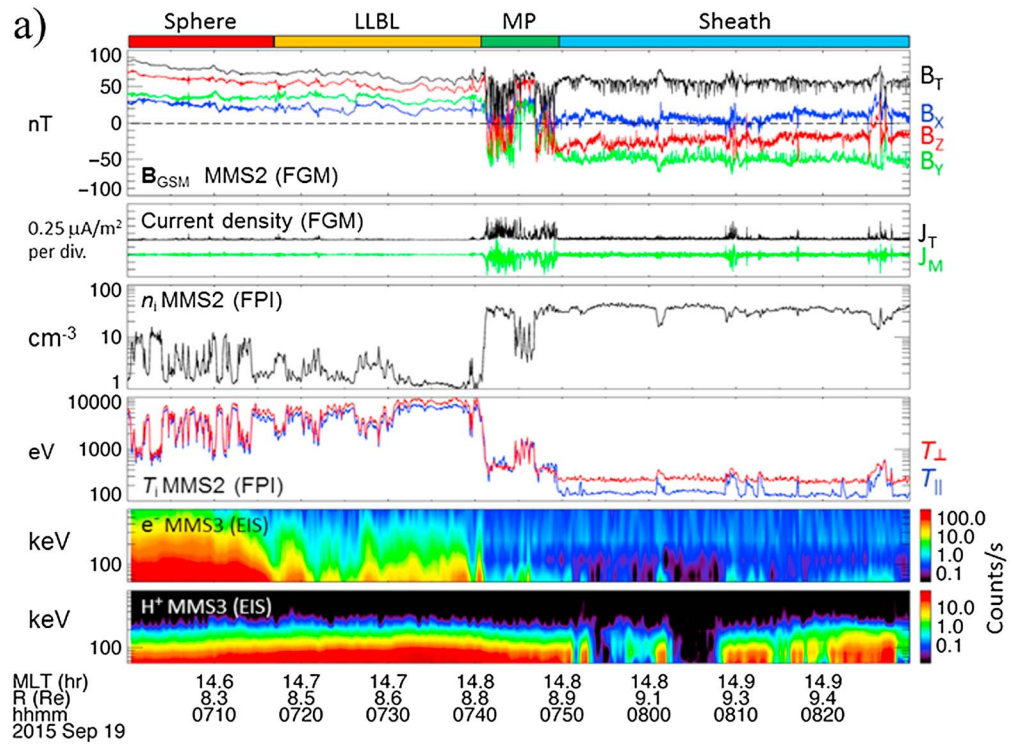 a)
Sphere LLBL MP Sheath
100
50
0
−50
−100
nT
B_GSM MMS2 (FGM)
B_T
B_X
B_Z
B_Y
0.25 μA/m²
per div.
Current density (FGM)
J_T
J_M
100
10
1
cm⁻³
nᵢ MMS2 (FPI)
10000
1000
100
eV
Tᵢ MMS2 (FPI)
T⊥
T||
keV
100
e⁻ MMS3 (EIS)
100.0
10.0
1.0
0.1
keV
100
H⁺ MMS3 (EIS)
10.0
1.0
0.1
Counts/s
MLT (hr) 14.6 14.7 14.7 14.8 14.8 14.8 14.9 14.9
R (Re) 8.3 8.5 8.6 8.8 8.9 9.1 9.3 9.4
hhmm 0710 0720 0730 0740 0750 0800 0810 0820
2015 Sep 19